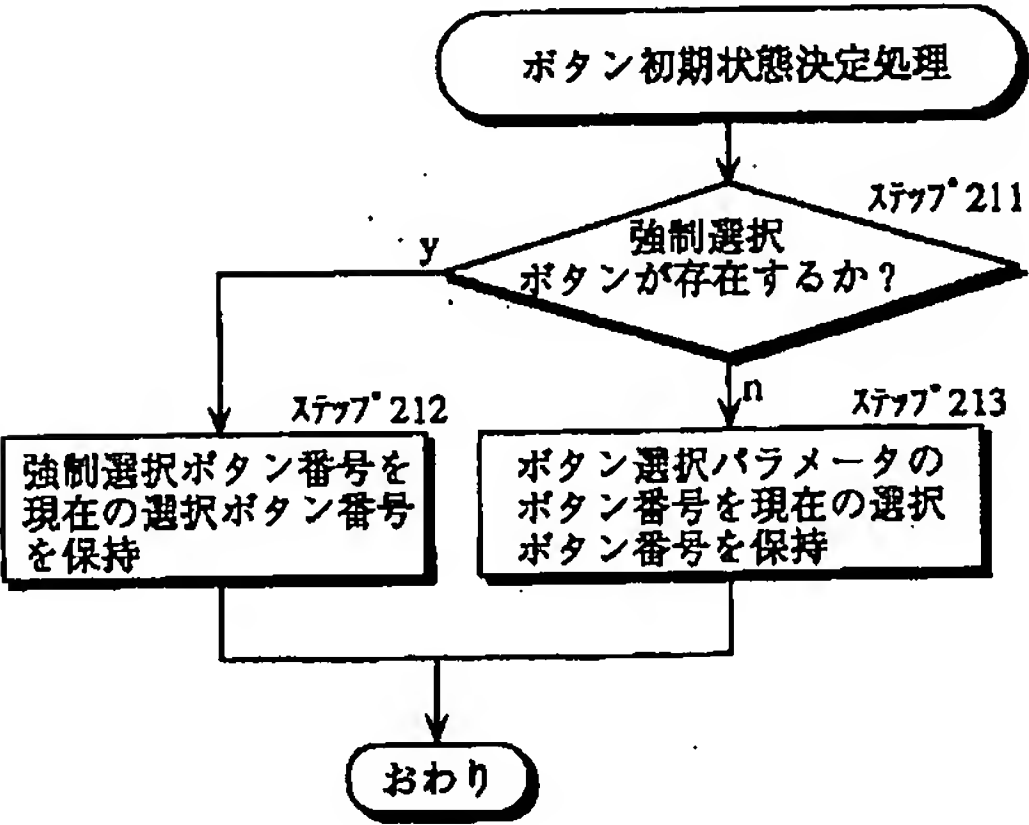 ボタン初期状態決定処理
ステップ211
強制選択
ボタンが存在するか？
y
n
ステップ212
強制選択ボタン番号を
現在の選択ボタン番号
を保持
ステップ213
ボタン選択パラメータの
ボタン番号を現在の選択
ボタン番号を保持
おわり